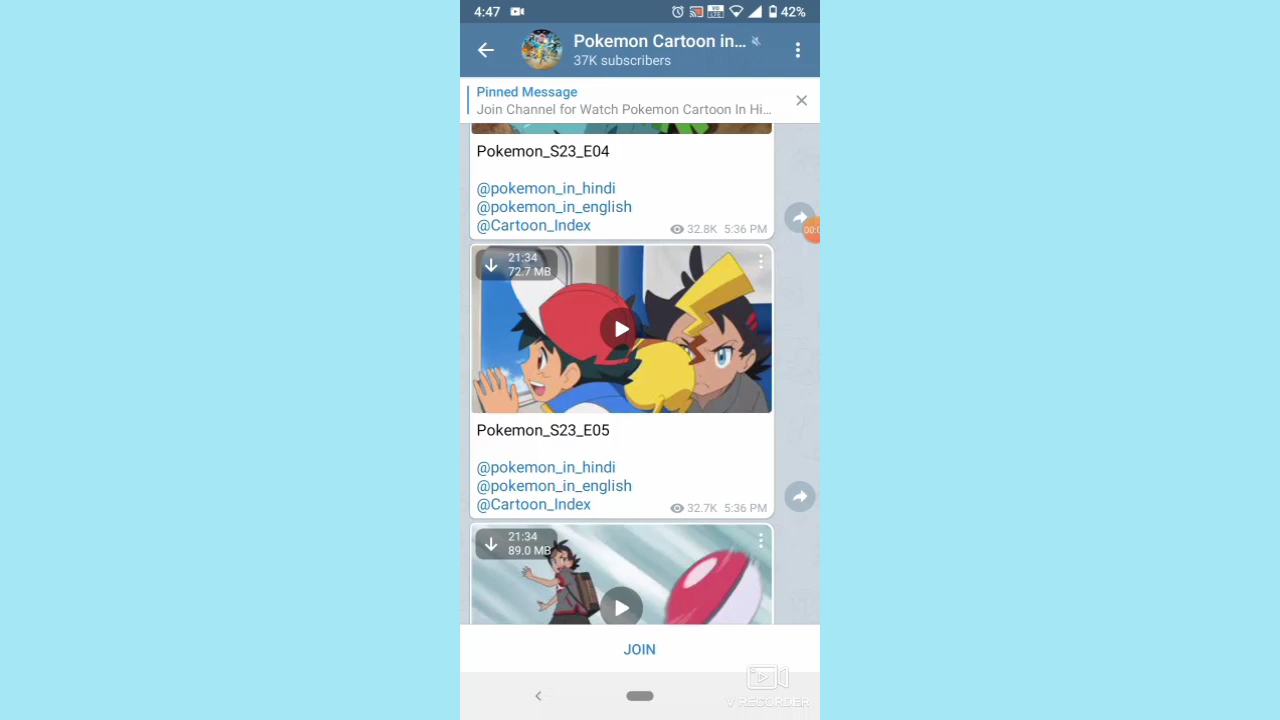 4:47
42%
Pokemon Cartoon in...
37K subscribers
Pinned Message
Join Channel for Watch Pokemon Cartoon In Hi...
Pokemon_S23_E04
@pokemon_in_hindi
@pokemon_in_english
@Cartoon_Index
32.8K 5:36 PM
21:34
72.7 MB
Pokemon_S23_E05
@pokemon_in_hindi
@pokemon_in_english
@Cartoon_Index
32.7K 5:36 PM
21:34
89.0 MB
JOIN
V RECORDER